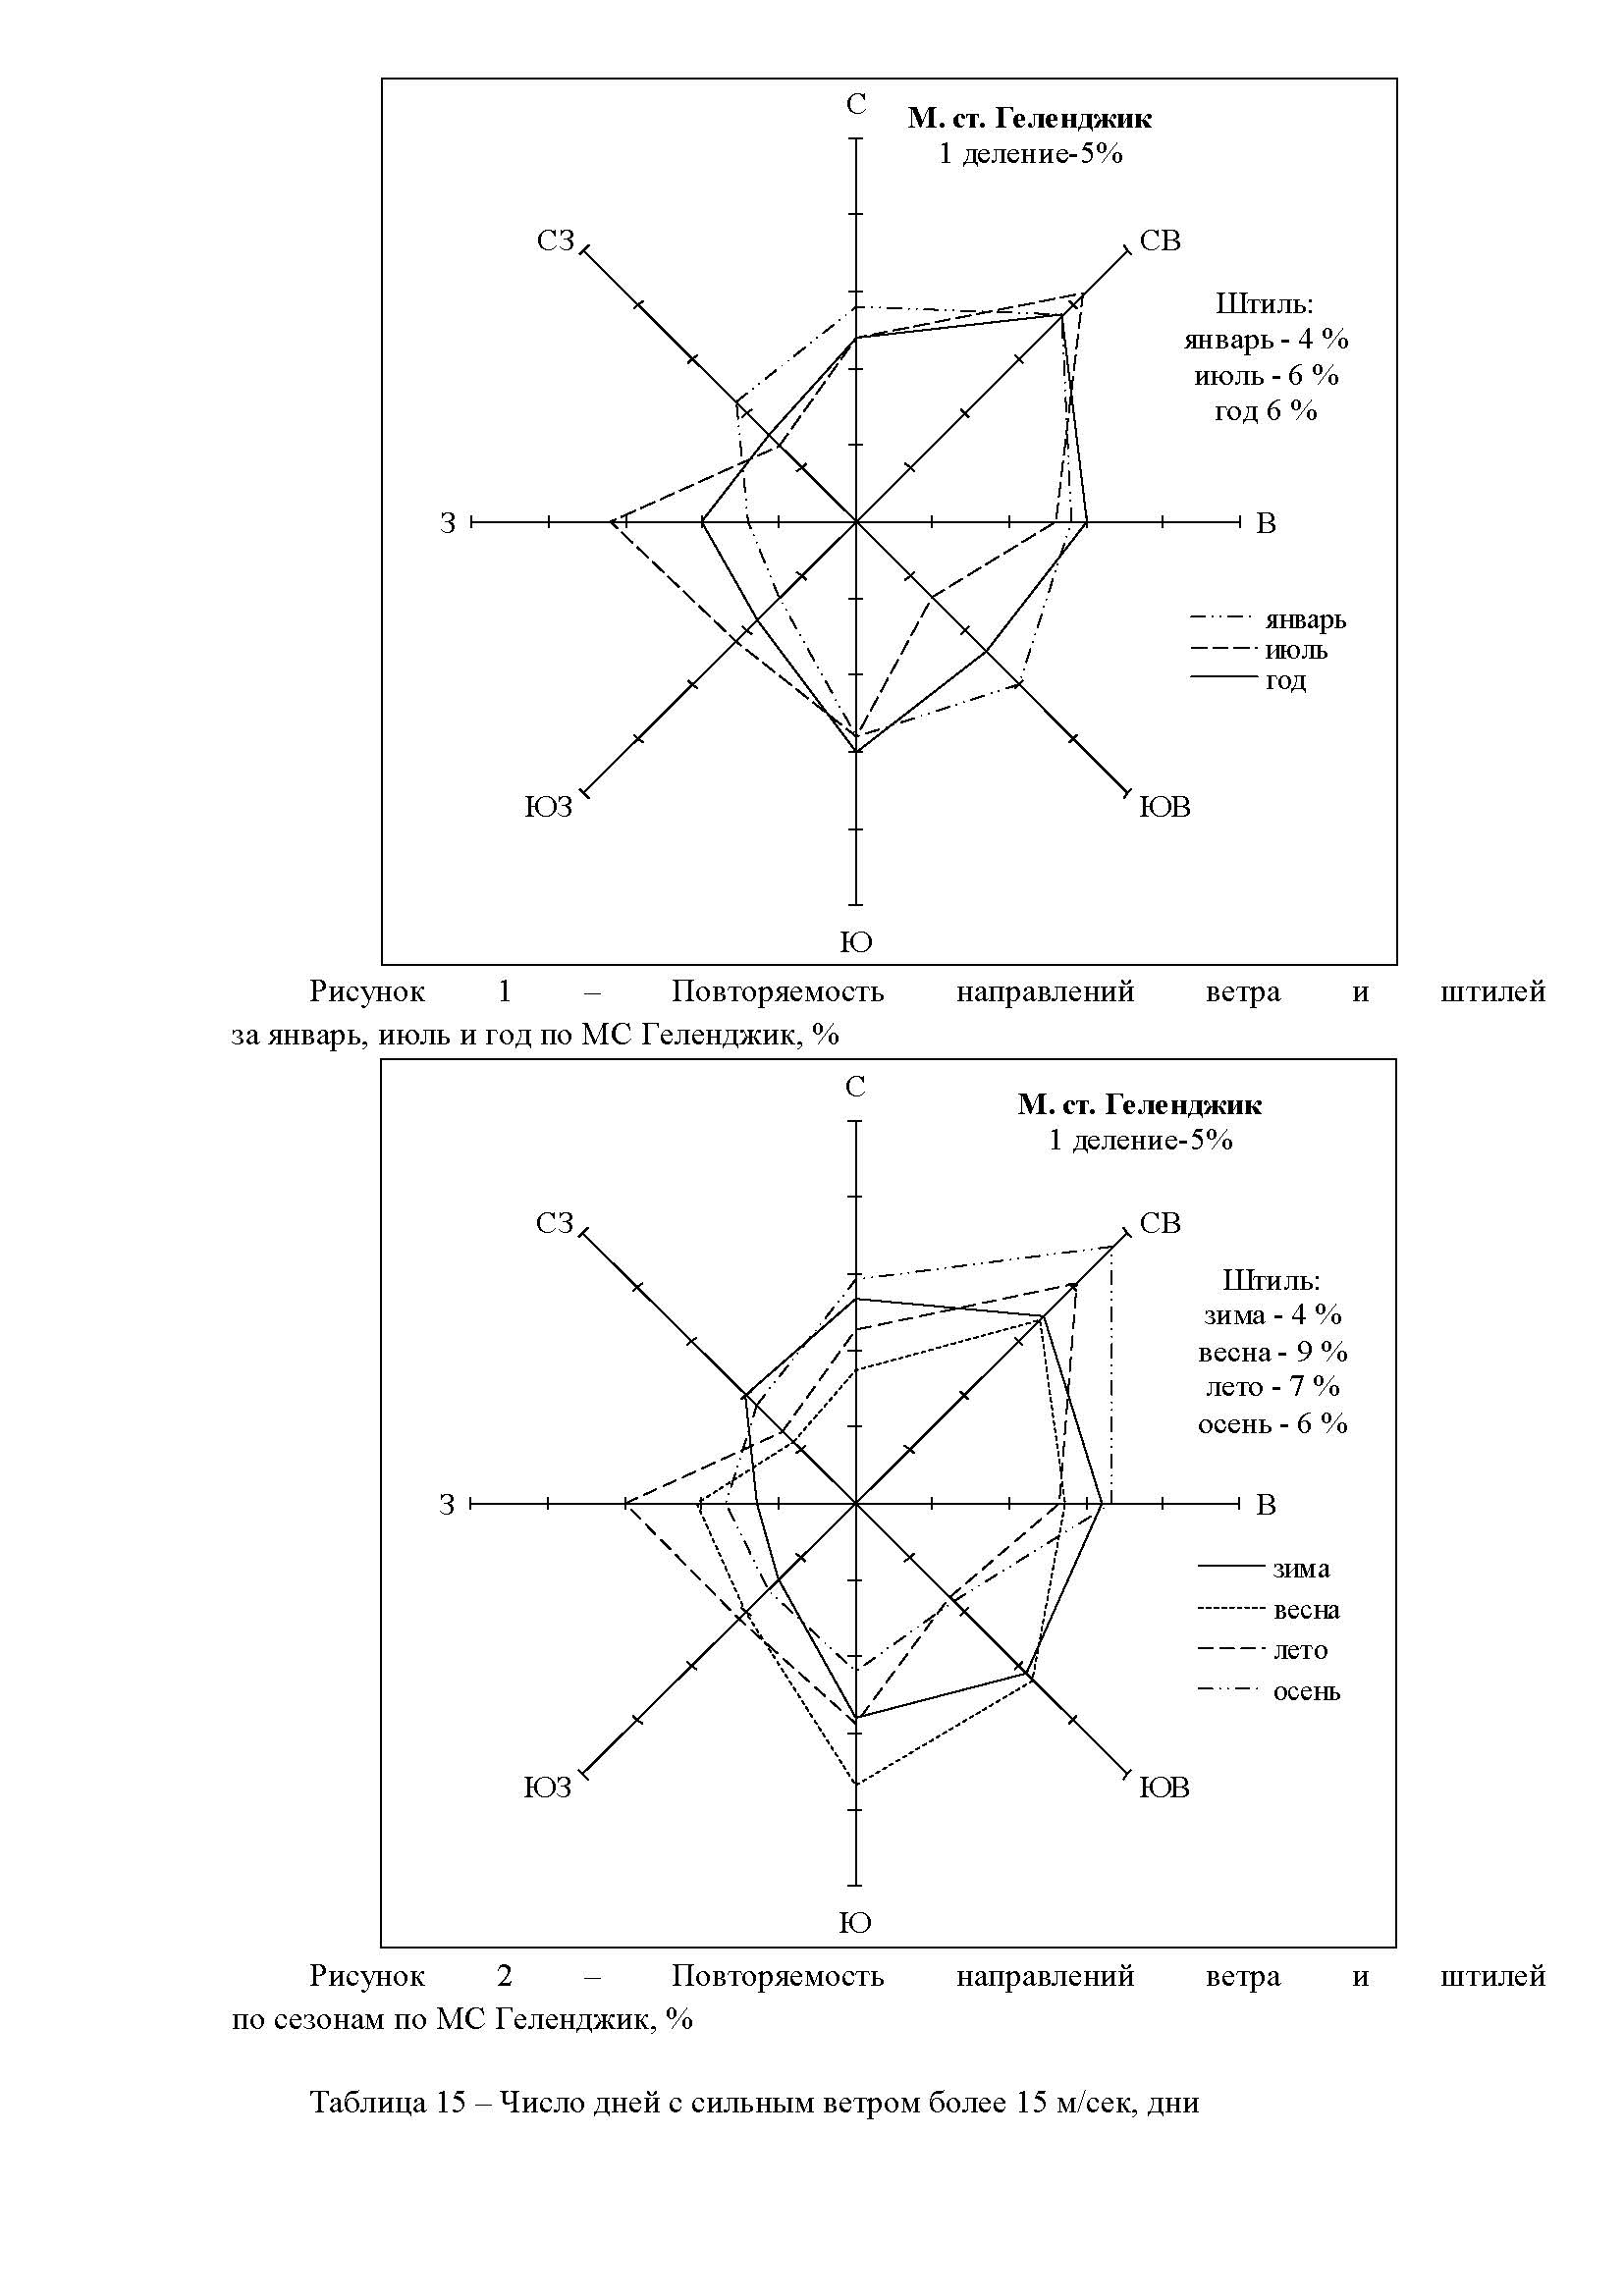 С
М. ст. Геленджик
1 деление-5%
СЗ
СВ
Штиль:
январь - 4 %
июль - 6 %
год 6 %
З
В
январь
июль
год
ЮЗ
ЮВ
Ю
Рисунок 1 – Повторяемость направлений ветра и штилей
за январь, июль и год по МС Геленджик, %
С
М. ст. Геленджик
1 деление-5%
СЗ
СВ
Штиль:
зима - 4 %
весна - 9 %
лето - 7 %
осень - 6 %
З
В
зима
весна
лето
осень
ЮЗ
ЮВ
Ю
Рисунок 2 – Повторяемость направлений ветра и штилей
по сезонам по МС Геленджик, %
Таблица 15 – Число дней с сильным ветром более 15 м/сек, дни